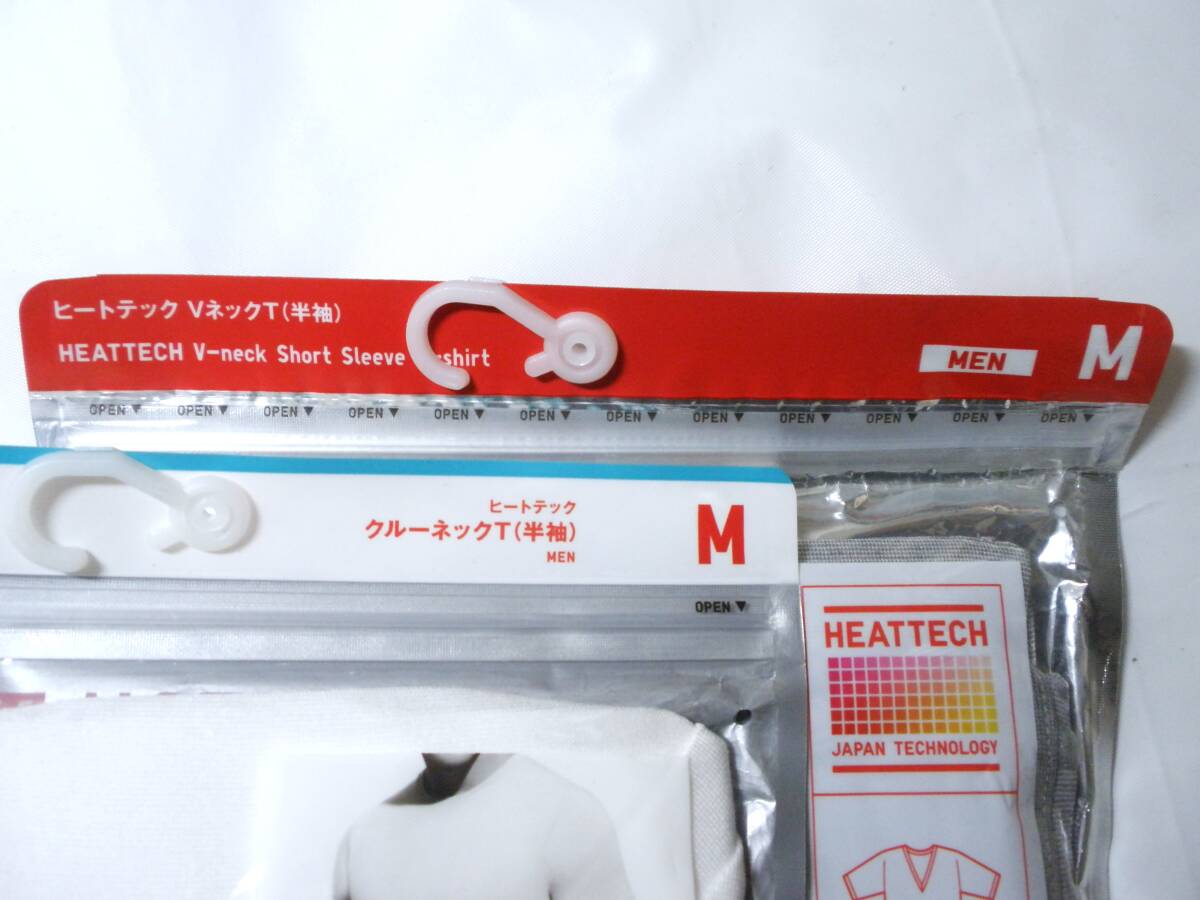 ヒートテック VネックT(半袖)
HEATTECH V-neck Short Sleeve shirt
MEN
M
OPEN▼ OPEN▼ OPEN▼ OPEN▼ OPEN▼ OPEN▼ OPEN▼ OPEN▼ OPEN▼ OPEN▼ OPEN▼ OPEN▼
ヒートテック
クルーネックT(半袖)
MEN
M
OPEN▼
HEATTECH
JAPAN TECHNOLOGY